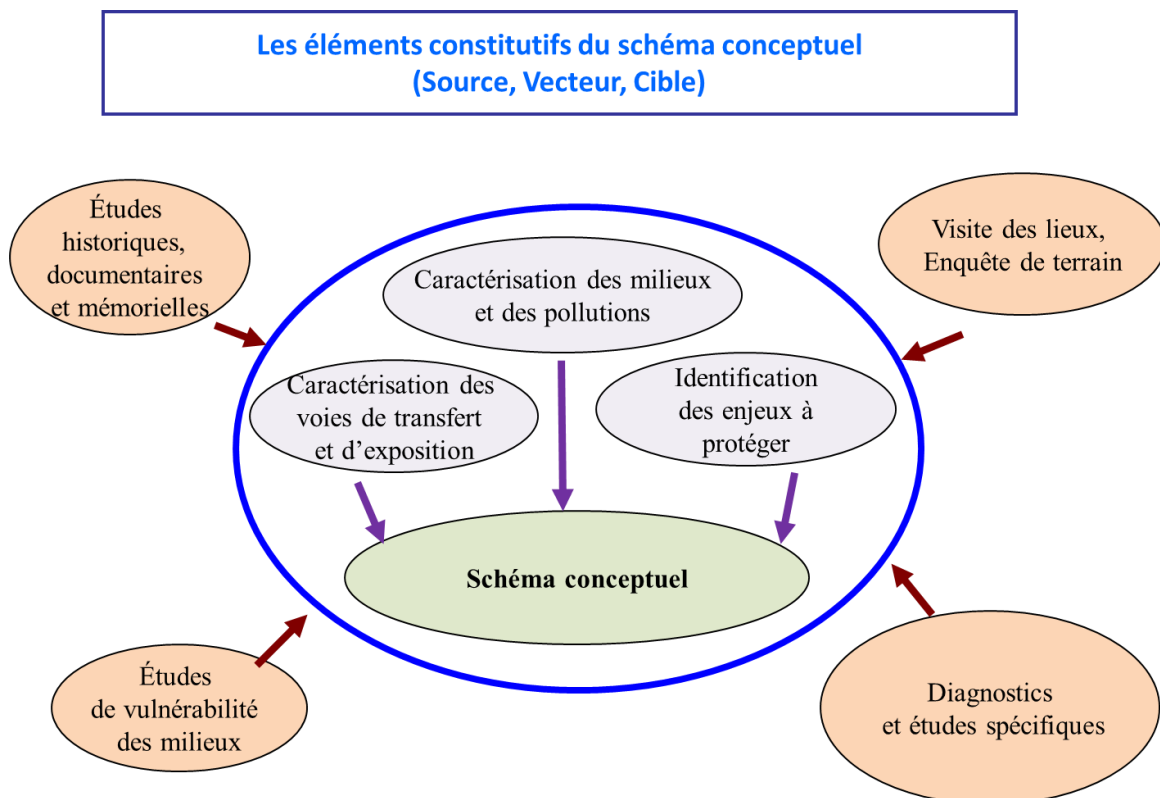 Les éléments constitutifs du schéma conceptuel
(Source, Vecteur, Cible)
Études
historiques,
documentaires
et mémorielles
Visite des lieux,
Enquête de terrain
Caractérisation des milieux
et des pollutions
Caractérisation des
voies de transfert
et d'exposition
Identification
des enjeux à
protéger
Schéma conceptuel
Études
de vulnérabilité
des milieux
Diagnostics
et études spécifiques